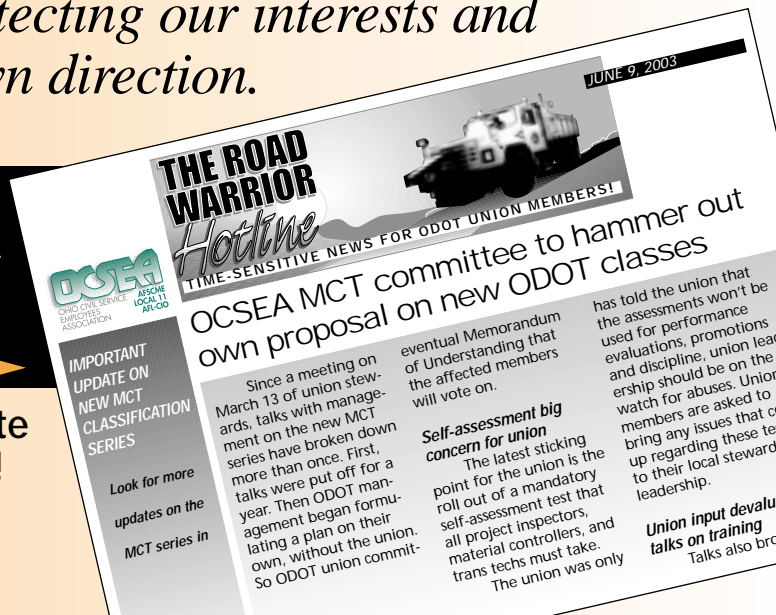 tecting our interests and
n direction.
te
!
JUNE 9, 2003
THE ROAD
WARRIOR
Hotline
TIME-SENSITIVE NEWS FOR ODOT UNION MEMBERS!
OCSEA
OHIO CIVIL SERVICE
EMPLOYEES
ASSOCIATION
AFSCME
LOCAL 11
AFL-CIO
OCSEA MCT committee to hammer out
own proposal on new ODOT classes
IMPORTANT
UPDATE ON
NEW MCT
CLASSIFICATION
SERIES
Look for more
updates on the
MCT series in
Since a meeting on
March 13 of union stew-
ards, talks with manage-
ment on the new MCT
series have broken down
more than once. First,
talks were put off for a
year. Then ODOT man-
agement began formu-
lating a plan on their
own, without the union.
So ODOT union commit-
eventual Memorandum
of Understanding that
the affected members
will vote on.
Self-assessment big
concern for union
The latest sticking
point for the union is the
roll out of a mandatory
self-assessment test that
all project inspectors,
material controllers, and
trans techs must take.
The union was only
has told the union that
the assessments won't be
used for performance
evaluations, promotions
and discipline, union lead
ership should be on the
watch for abuses. Union
members are asked to
bring any issues that co
up regarding these te
to their local steward
leadership.
Union input devalu
talks on training
Talks also bro